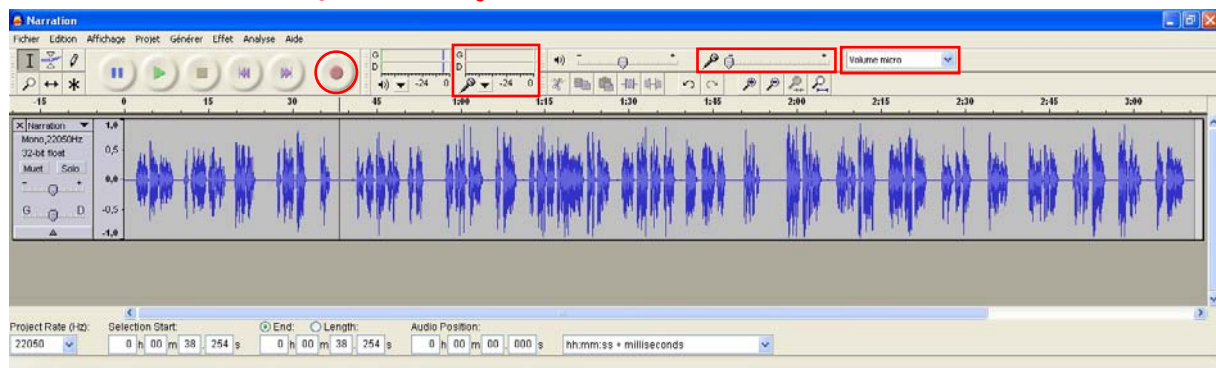 Narration
Fichier Edition Affichage Projet Générer Effet Analyse Aide
G
D
-24 0
G
D
-24 0
- +
- +
Volume micro
-15 0 15 30 45 1:00 1:15 1:30 1:45 2:00 2:15 2:30 2:45 3:00
X Narration
Mono,22050Hz
32-bit float
Muet Solo
- +
G D
1,0
0,5
0,0
-0,5
-1,0
Project Rate (Hz): Selection Start: End: Length: Audio Position:
22050 0 h 00 m 38 . 254 s 0 h 00 m 38 . 254 s 0 h 00 m 00 . 000 s hh:mm:ss + milliseconds